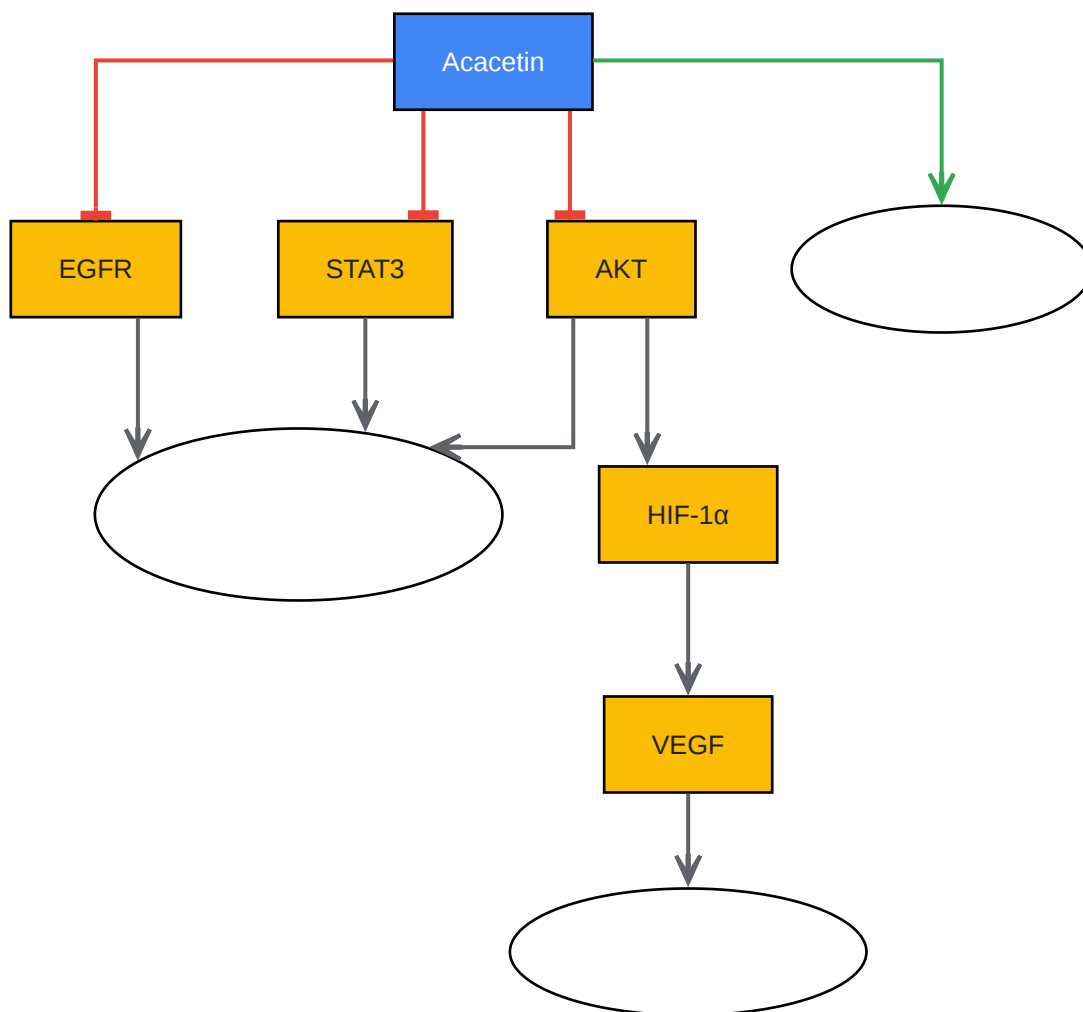 Acacetin
EGFR
STAT3
AKT
HIF-1α
VEGF